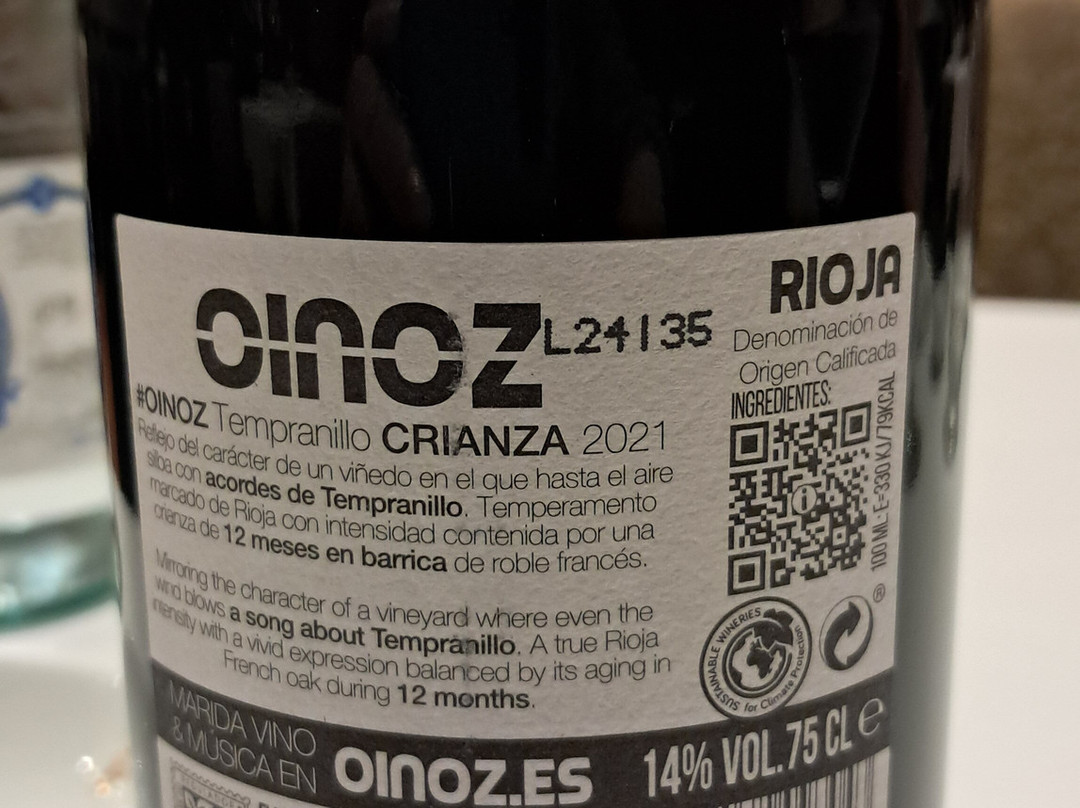 OINOZ L24135
#OINOZ Tempranillo CRIANZA 2021
Reflejo del carácter de un viñedo en el que hasta el aire
silba con acordes de Tempranillo. Temperamento
marcado de Rioja con intensidad contenida por una
crianza de 12 meses en barrica de roble francés.
Mirroring the character of a vineyard where even the
wind blows a song about Tempranillo. A true Rioja
intensity with a vivid expression balanced by its aging in
French oak during 12 months.
RIOJA
Denominación de
Origen Calificada
INGREDIENTES:
100 ML: E-330 KJ/79KCAL
SUSTAINABLE WINERIES
for Climate Protection
®
MARIDA VINO
& MÚSICA EN
OINOZ.ES
14% VOL. 75 CL e